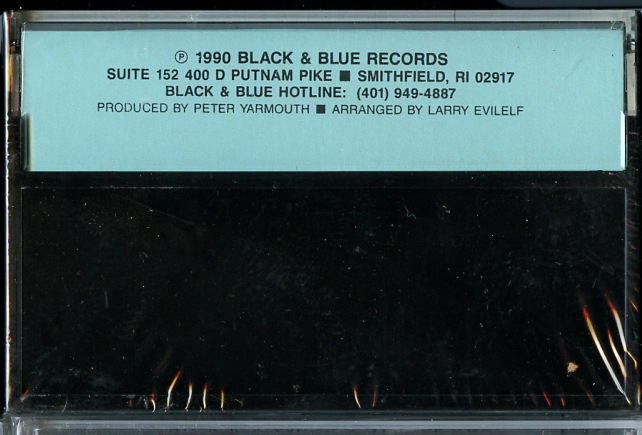 ℗ 1990 BLACK & BLUE RECORDS
SUITE 152 400 D PUTNAM PIKE ■ SMITHFIELD, RI 02917
BLACK & BLUE HOTLINE: (401) 949-4887
PRODUCED BY PETER YARMOUTH ■ ARRANGED BY LARRY EVILELF